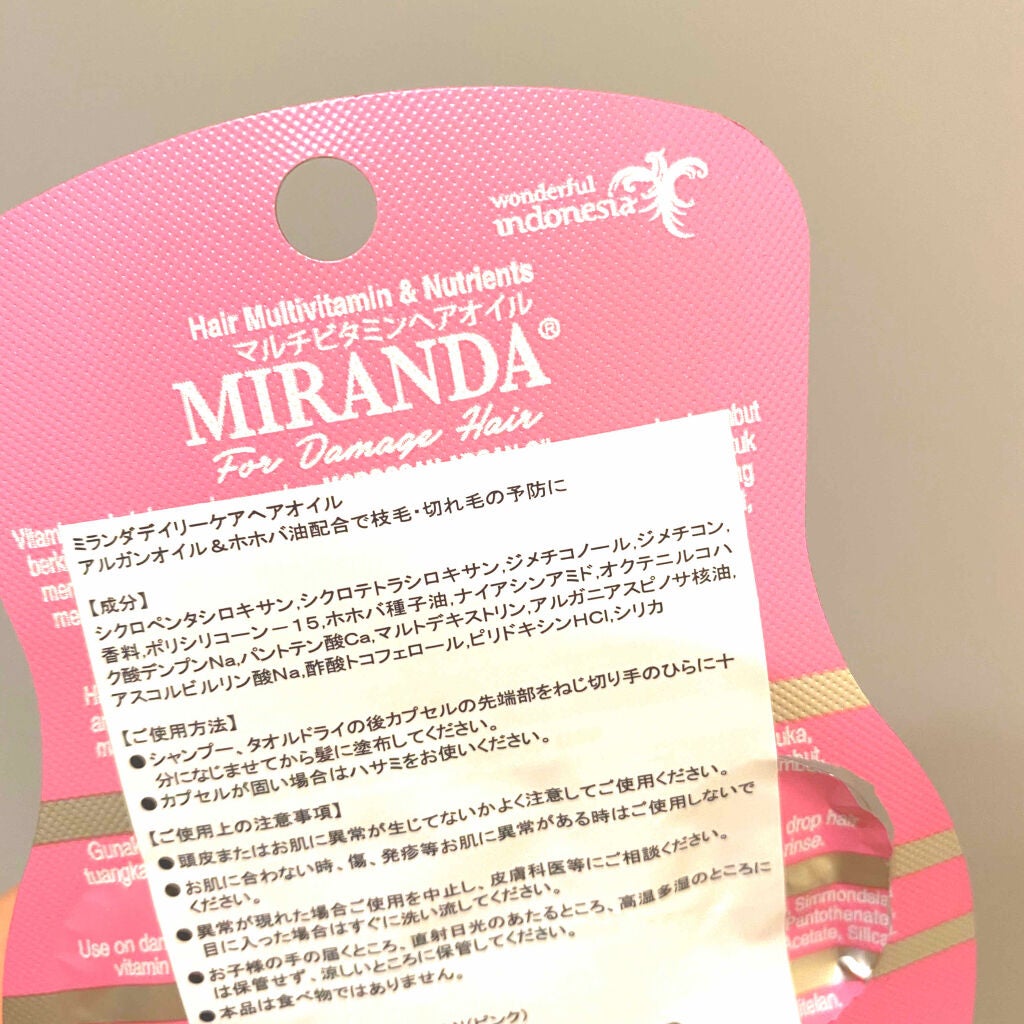 wonderful
indonesia
Hair Multivitamin & Nutrients
マルチビタミンヘアオイル
MIRANDA®
For Damage Hair
ミランダデイリーケアヘアオイル
アルガンオイル＆ホホバ油配合で枝毛・切れ毛の予防に
【成分】
シクロペンタシロキサン,シクロテトラシロキサン,ジメチコノール,ジメチコン,
香料,ポリシリコーン－15,ホホバ種子油,ナイアシンアミド,オクテニルコハ
ク酸デンプンNa,パントテン酸Ca,マルトデキストリン,アルガニアスピノサ核油,
アスコルビルリン酸Na,酢酸トコフェロール,ピリドキシンHCl,シリカ
【ご使用方法】
●シャンプー、タオルドライの後カプセルの先端部をねじ切り手のひらに十
分になじませてから髪に塗布してください。
●カプセルが固い場合はハサミをお使いください。
【ご使用上の注意事項】
●頭皮またはお肌に異常が生じてないかよく注意してご使用ください。
●お肌に合わない時、傷、発疹等お肌に異常がある時はご使用しないで
ください。
●異常が現れた場合ご使用を中止し、皮膚科医等にご相談ください。
目に入った場合はすぐに洗い流してください。
●お子様の手の届くところ、直射日光のあたるところ、高温多湿のところに
は保管せず、涼しいところに保管してください。
●本品は食べ物ではありません。
(ピンク)
Use on
vitamin
drop hair
rinse.
Simmondsia
Pantothenate,
Acetate, Silica